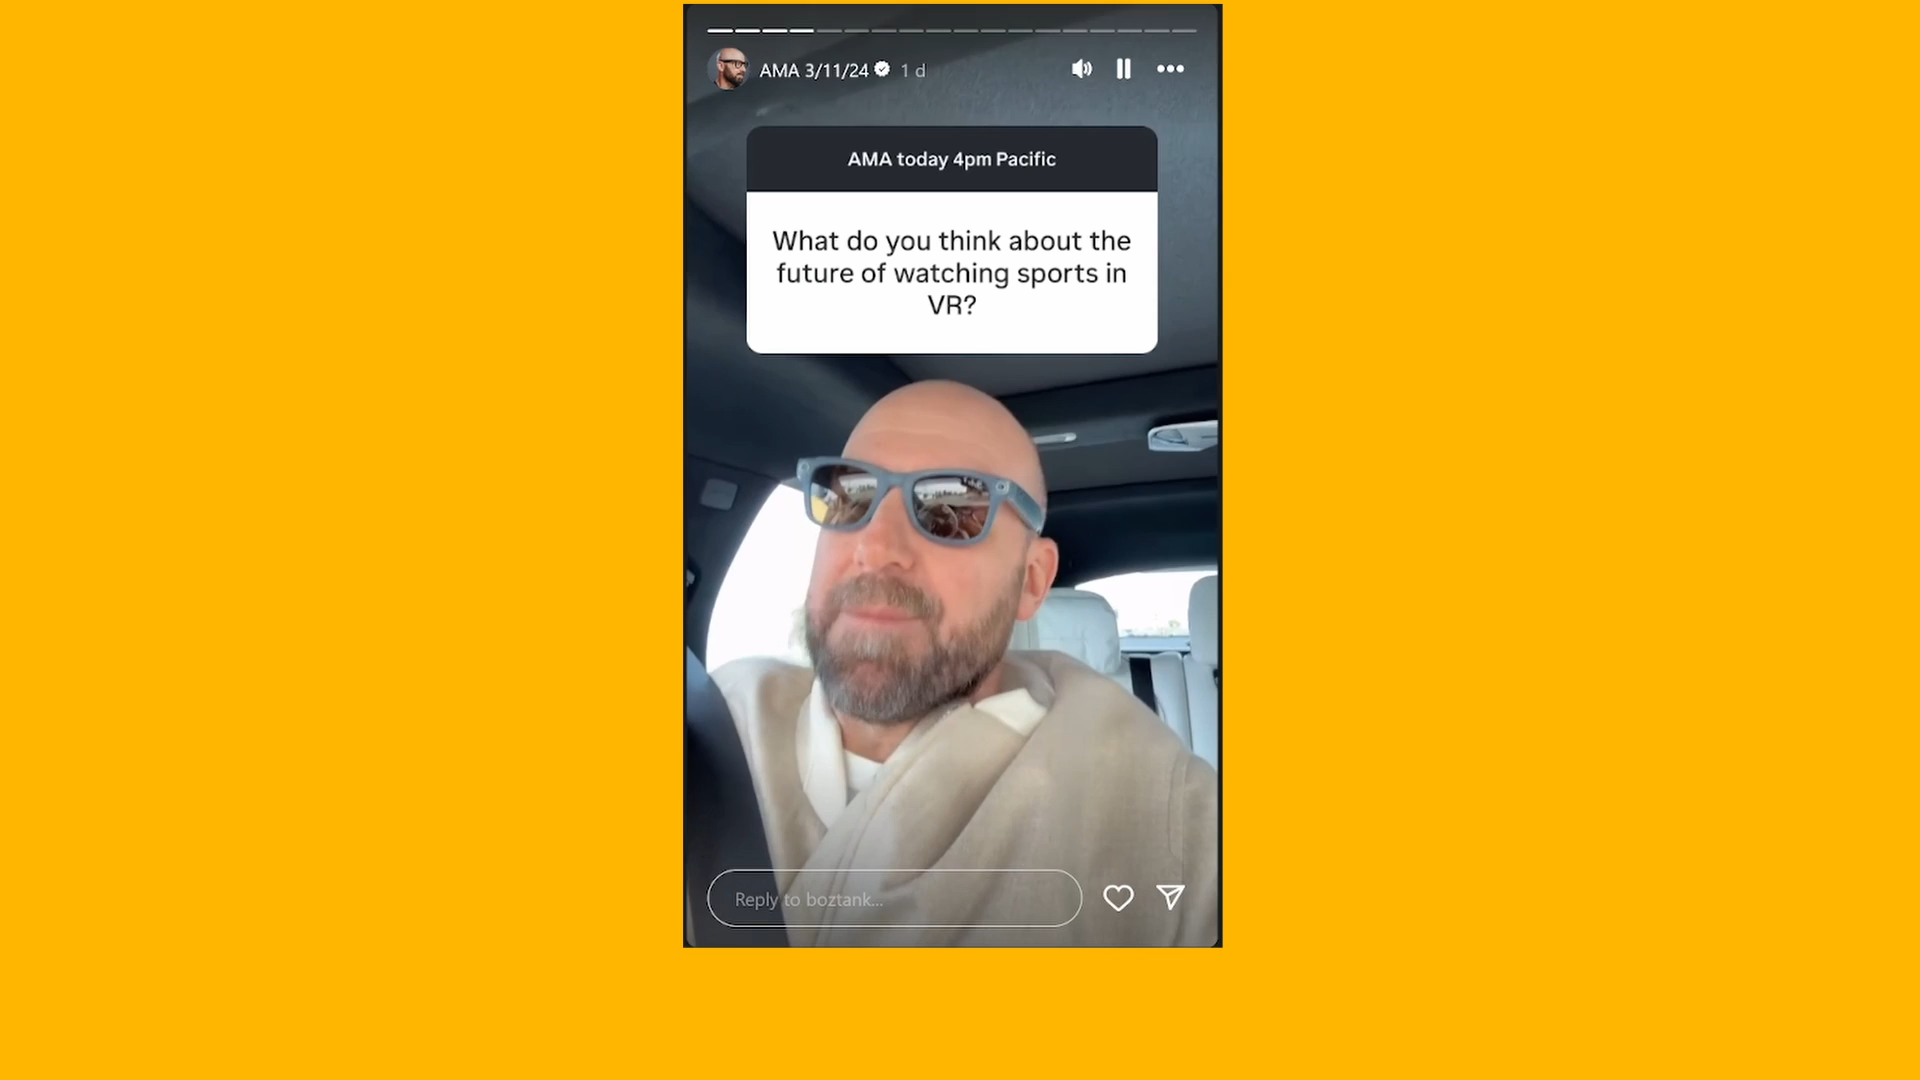 AMA 3/11/24 1 d
AMA today 4pm Pacific
What do you think about the
future of watching sports in
VR?
Reply to boztank...